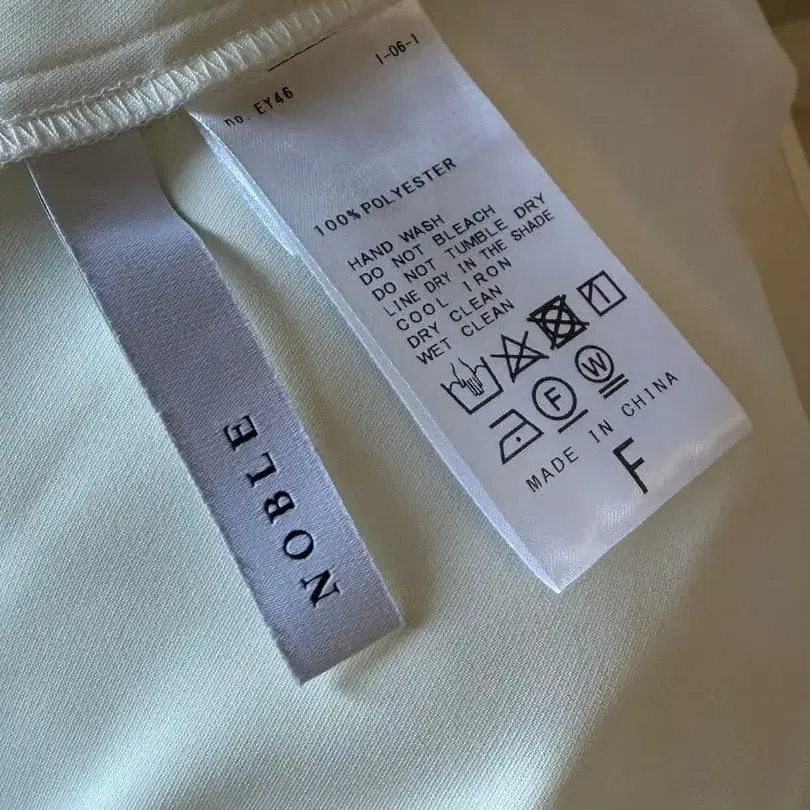 no. EY46
1-06-1
100% POLYESTER
HAND WASH
DO NOT BLEACH
DO NOT TUMBLE DRY
LINE DRY IN THE SHADE
COOL IRON
DRY CLEAN
WET CLEAN
F
W
MADE IN CHINA
F
NOBLE